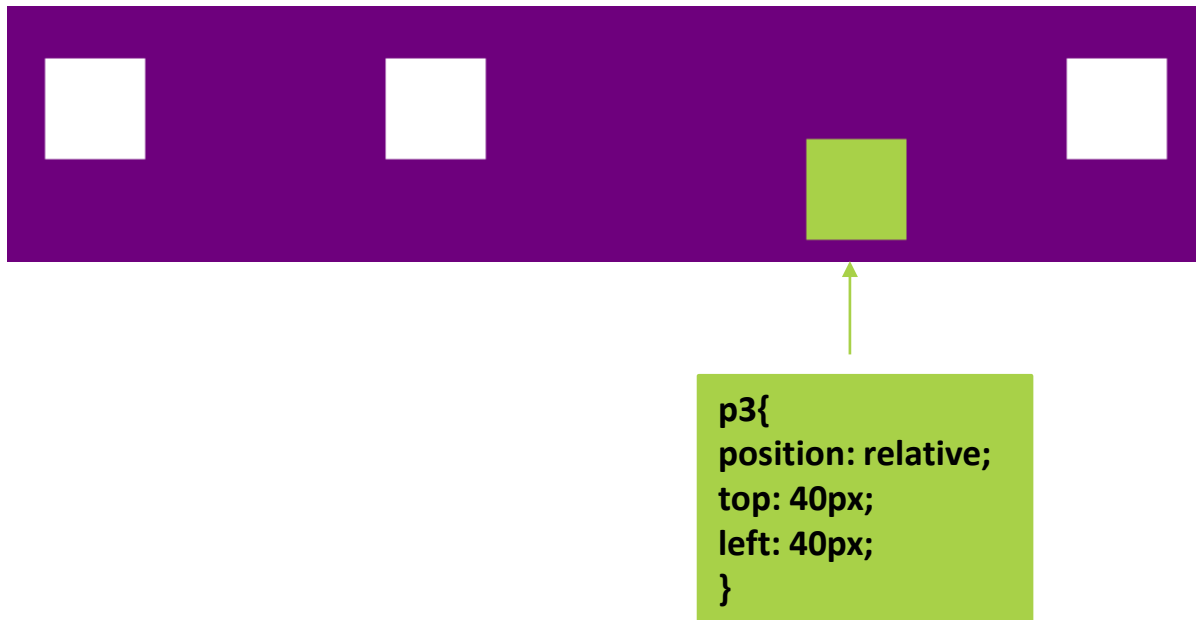 p3{
position: relative;
top: 40px;
left: 40px;
}